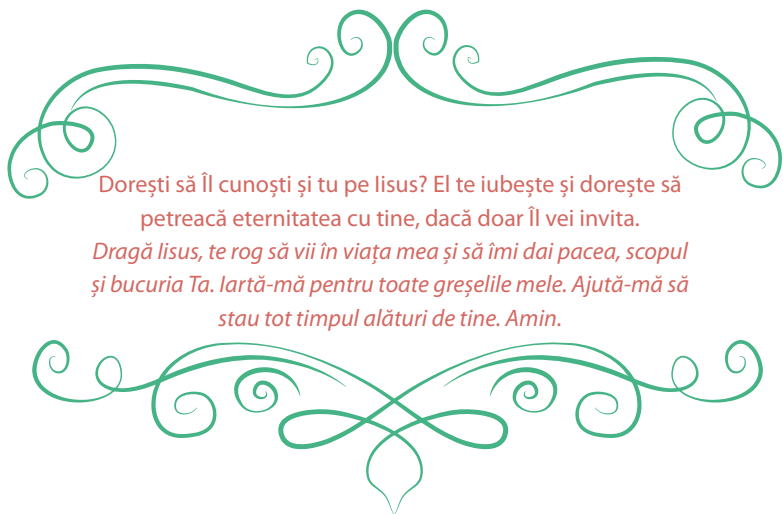 Dorești să Îl cunoști și tu pe Iisus? El te iubește și dorește să
petreacă eternitatea cu tine, dacă doar Îl vei invita.
Dragă Iisus, te rog să vii în viața mea și să îmi dai pacea, scopul
și bucuria Ta. Iartă-mă pentru toate greșelile mele. Ajută-mă să
stau tot timpul alături de tine. Amin.